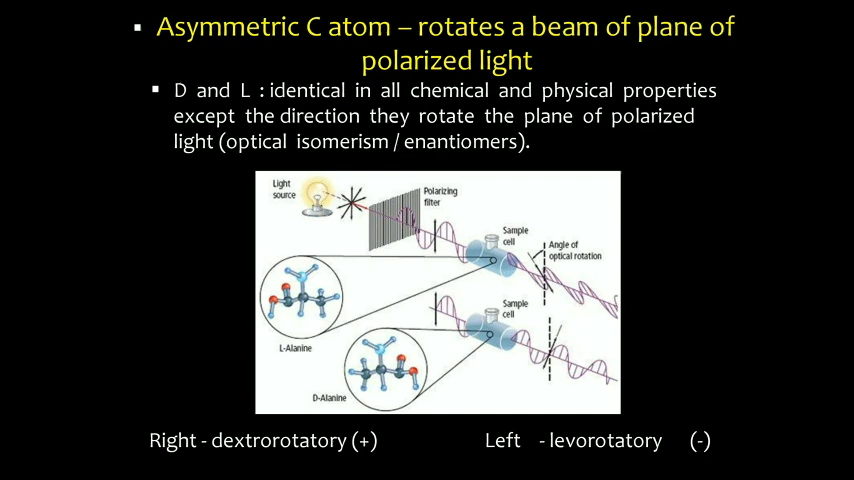 ▪ Asymmetric C atom – rotates a beam of plane of
polarized light
▪ D and L : identical in all chemical and physical properties
except the direction they rotate the plane of polarized
light (optical isomerism / enantiomers).
Light
source
Polarizing
filter
Sample
cell
Angle of
optical rotation
L-Alanine
Sample
cell
D-Alanine
Right - dextrorotatory (+) Left - levorotatory (-)